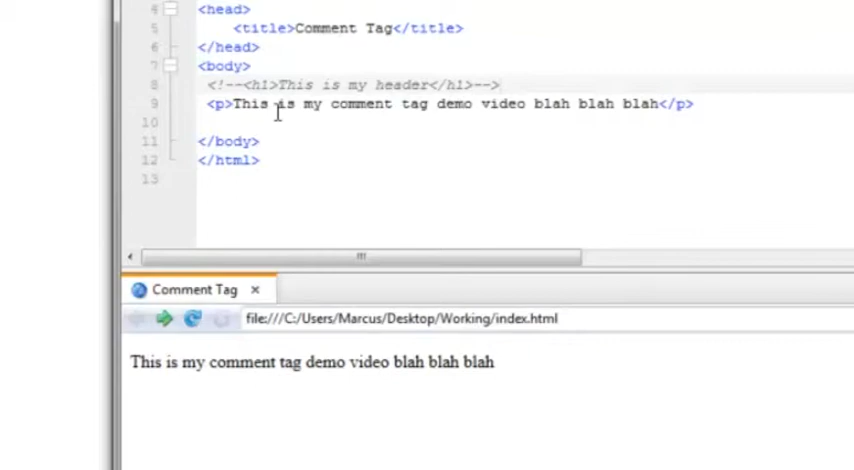 4 <head>
5 <title>Comment Tag</title>
6 </head>
7 <body>
8 <!--<h1>This is my header</h1>-->
9 <p>This is my comment tag demo video blah blah blah</p>
10
11 </body>
12 </html>
13
Comment Tag
file:///C:/Users/Marcus/Desktop/Working/index.html
This is my comment tag demo video blah blah blah